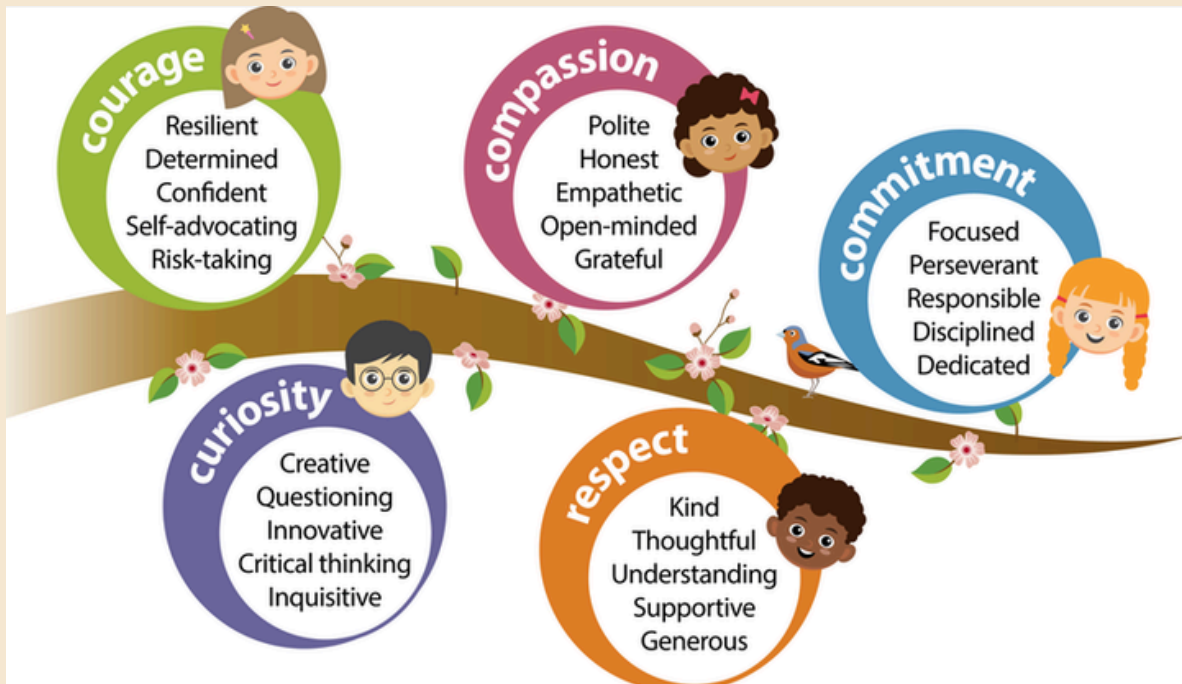 courage
Resilient
Determined
Confident
Self-advocating
Risk-taking
compassion
Polite
Honest
Empathetic
Open-minded
Grateful
commitment
Focused
Perseverant
Responsible
Disciplined
Dedicated
curiosity
Creative
Questioning
Innovative
Critical thinking
Inquisitive
respect
Kind
Thoughtful
Understanding
Supportive
Generous